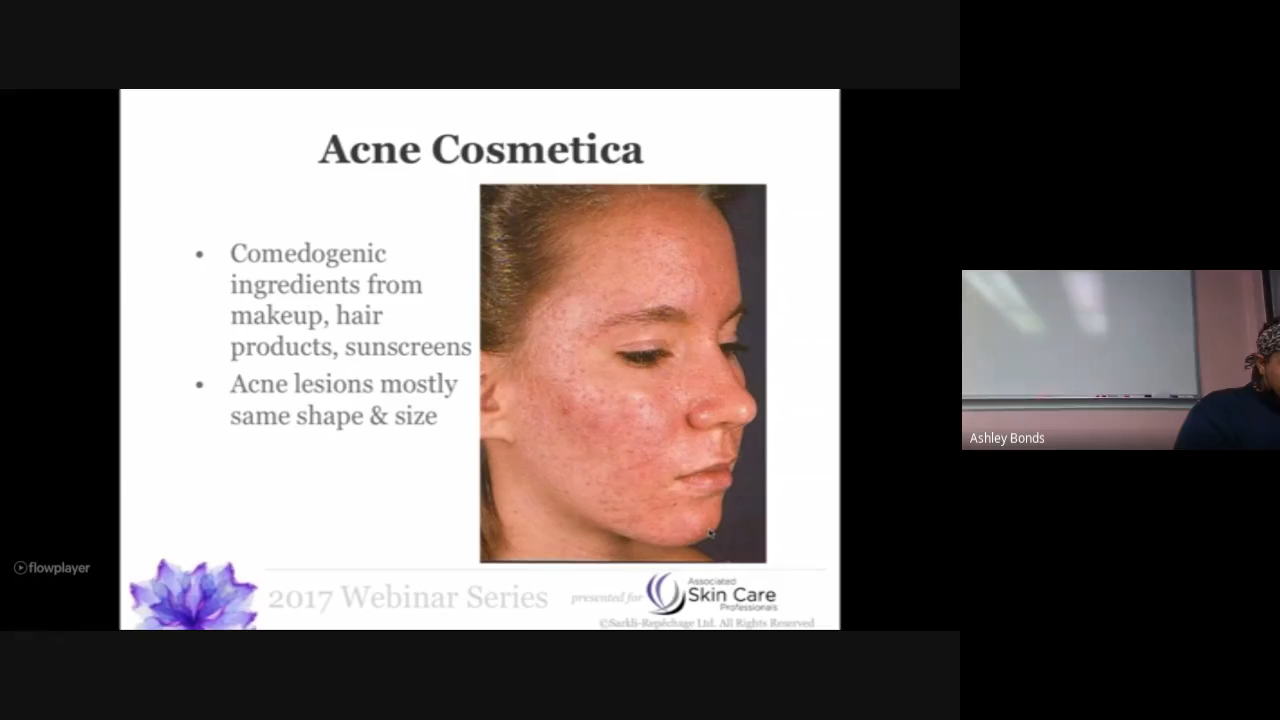 Acne Cosmetica
• Comedogenic
ingredients from
makeup, hair
products, sunscreens
• Acne lesions mostly
same shape & size
Ashley Bonds
flowplayer
2017 Webinar Series
presented for
Associated
Skin Care
Professionals
©Sarkli-Repêchage Ltd. All Rights Reserved